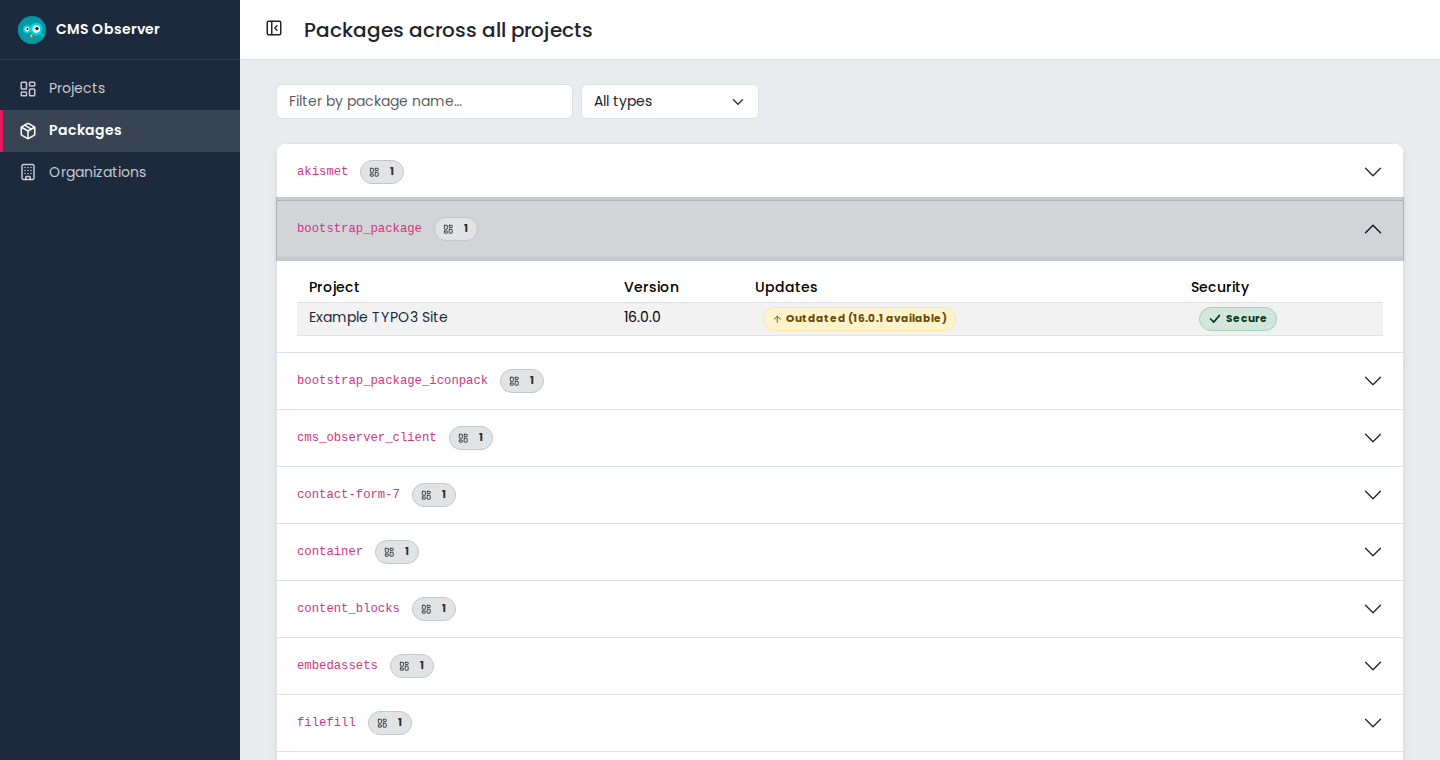 CMS Observer
Packages across all projects
Projects
Packages
Organizations
Filter by package name...
All types
akismet 1
bootstrap_package 1
Project Version Updates Security
Example TYPO3 Site 16.0.0 Outdated (16.0.1 available) Secure
bootstrap_package_iconpack 1
cms_observer_client 1
contact-form-7 1
container 1
content_blocks 1
embedassets 1
filefill 1